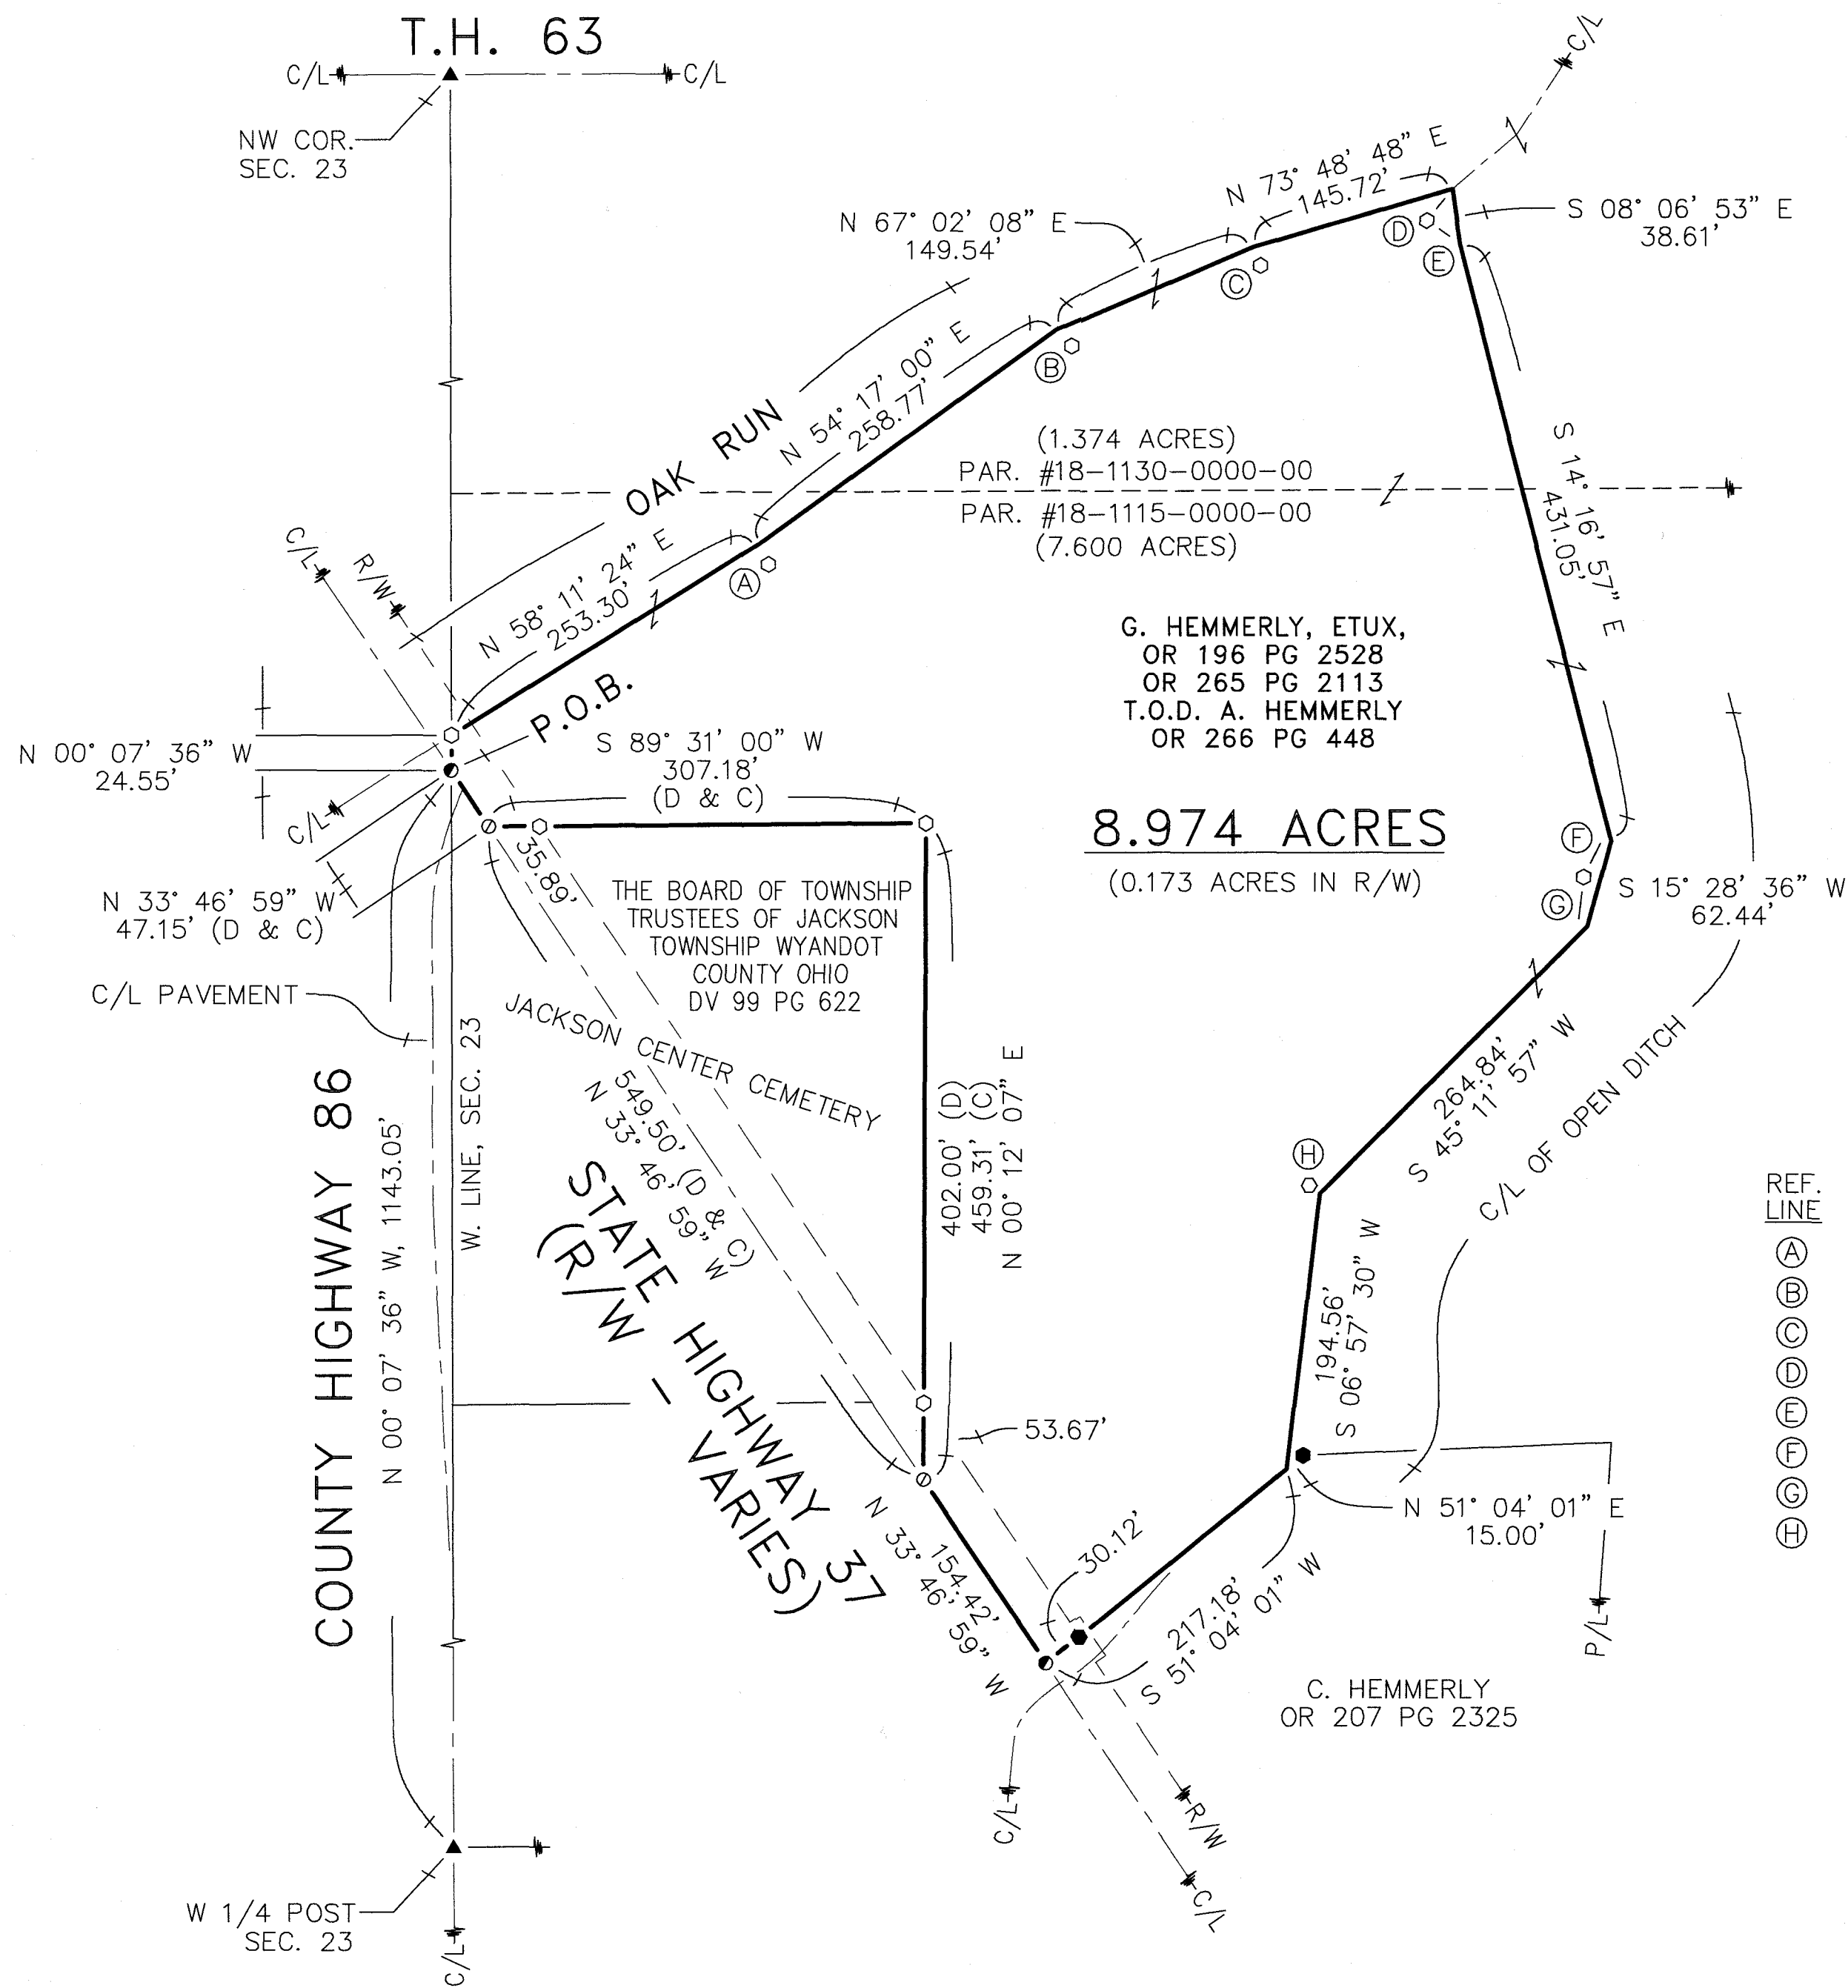 T.H. 63
C/L
C/L
C/L
NW COR.
SEC. 23
N 73° 48' 48" E
145.72'
S 08° 06' 53" E
38.61'
N 67° 02' 08" E
149.54'
D
E
C
B
OAK RUN
N 54° 17' 00" E
258.77'
(1.374 ACRES)
PAR. #18-1130-0000-00
PAR. #18-1115-0000-00
(7.600 ACRES)
S 14° 16' 57" E
431.05'
C/L
R/W
N 58° 11' 24" E
253.30'
A
G. HEMMERLY, ETUX,
OR 196 PG 2528
OR 265 PG 2113
T.O.D. A. HEMMERLY
OR 266 PG 448
P.O.B.
N 00° 07' 36" W
24.55'
S 89° 31' 00" W
307.18'
(D & C)
C/L
8.974 ACRES
(0.173 ACRES IN R/W)
F
G
S 15° 28' 36" W
62.44'
35.89'
N 33° 46' 59" W
47.15' (D & C)
THE BOARD OF TOWNSHIP
TRUSTEES OF JACKSON
TOWNSHIP WYANDOT
COUNTY OHIO
DV 99 PG 622
C/L PAVEMENT
JACKSON CENTER CEMETERY
W. LINE, SEC. 23
COUNTY HIGHWAY 86
N 00° 07' 36" W, 1143.05'
549.50' (D & C)
N 33° 46' 59" W
402.00' (D)
459.31' (C)
N 00° 12' 07" E
264.84'
S 45° 11' 57" W
C/L OF OPEN DITCH
H
STATE HIGHWAY 37
(R/W - VARIES)
194.56'
S 06° 57' 30" W
REF.
LINE
A
B
C
D
E
F
G
H
53.67'
N 51° 04' 01" E
15.00'
154.42'
N 33° 46' 59" W
30.12'
217.18'
S 51° 04' 01" W
P/L
C. HEMMERLY
OR 207 PG 2325
C/L
R/W
C/L
W 1/4 POST
SEC. 23
C/L